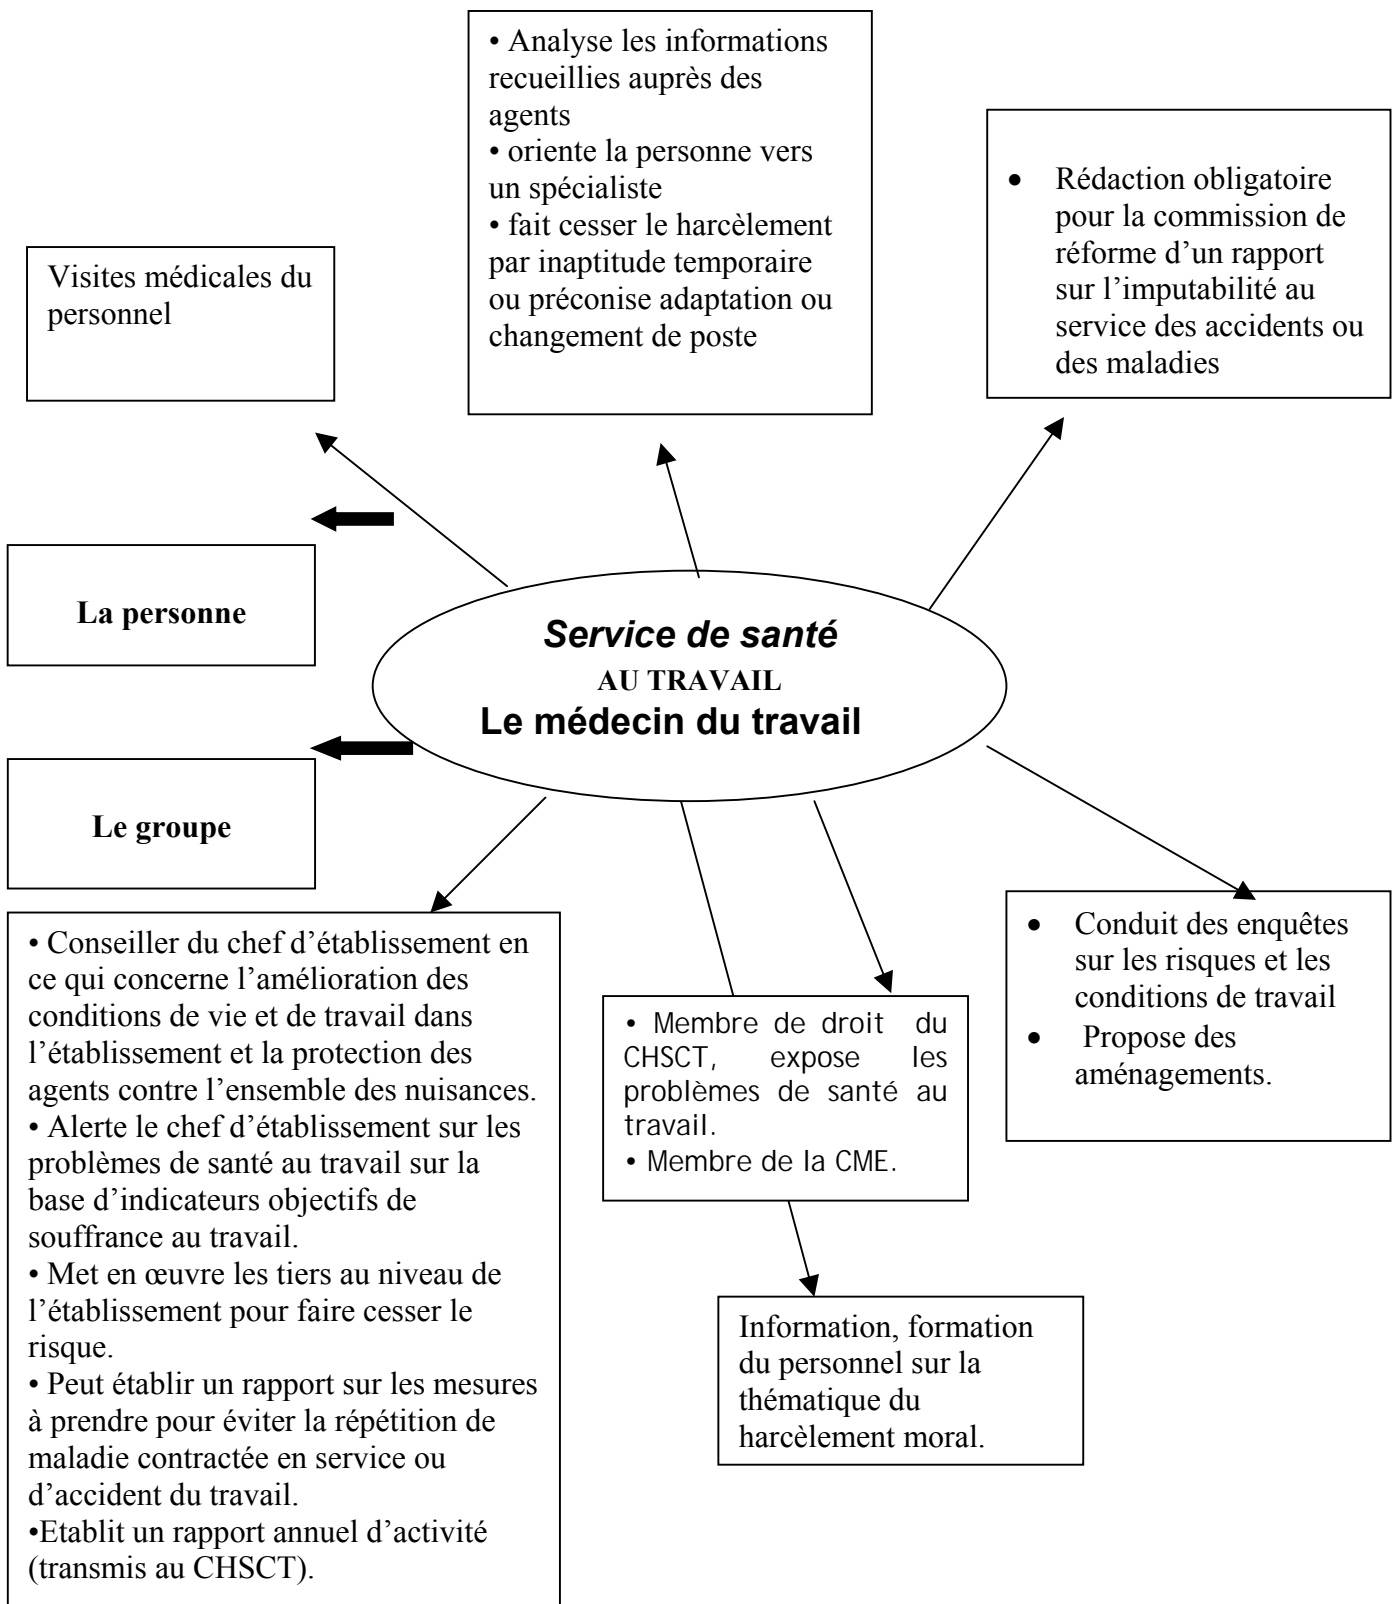 • Analyse les informations
recueillies auprès des
agents
• oriente la personne vers
un spécialiste
• fait cesser le harcèlement
par inaptitude temporaire
ou préconise adaptation ou
changement de poste
• Rédaction obligatoire
pour la commission de
réforme d’un rapport
sur l’imputabilité au
service des accidents ou
des maladies
Visites médicales du
personnel
La personne
Service de santé
AU TRAVAIL
Le médecin du travail
Le groupe
• Conseiller du chef d’établissement en
ce qui concerne l’amélioration des
conditions de vie et de travail dans
l’établissement et la protection des
agents contre l’ensemble des nuisances.
• Alerte le chef d’établissement sur les
problèmes de santé au travail sur la
base d’indicateurs objectifs de
souffrance au travail.
• Met en œuvre les tiers au niveau de
l’établissement pour faire cesser le
risque.
• Peut établir un rapport sur les mesures
à prendre pour éviter la répétition de
maladie contractée en service ou
d’accident du travail.
•Etablit un rapport annuel d’activité
(transmis au CHSCT).
• Membre de droit du
CHSCT, expose les
problèmes de santé au
travail.
• Membre de la CME.
• Conduit des enquêtes
sur les risques et les
conditions de travail
• Propose des
aménagements.
Information, formation
du personnel sur la
thématique du
harcèlement moral.